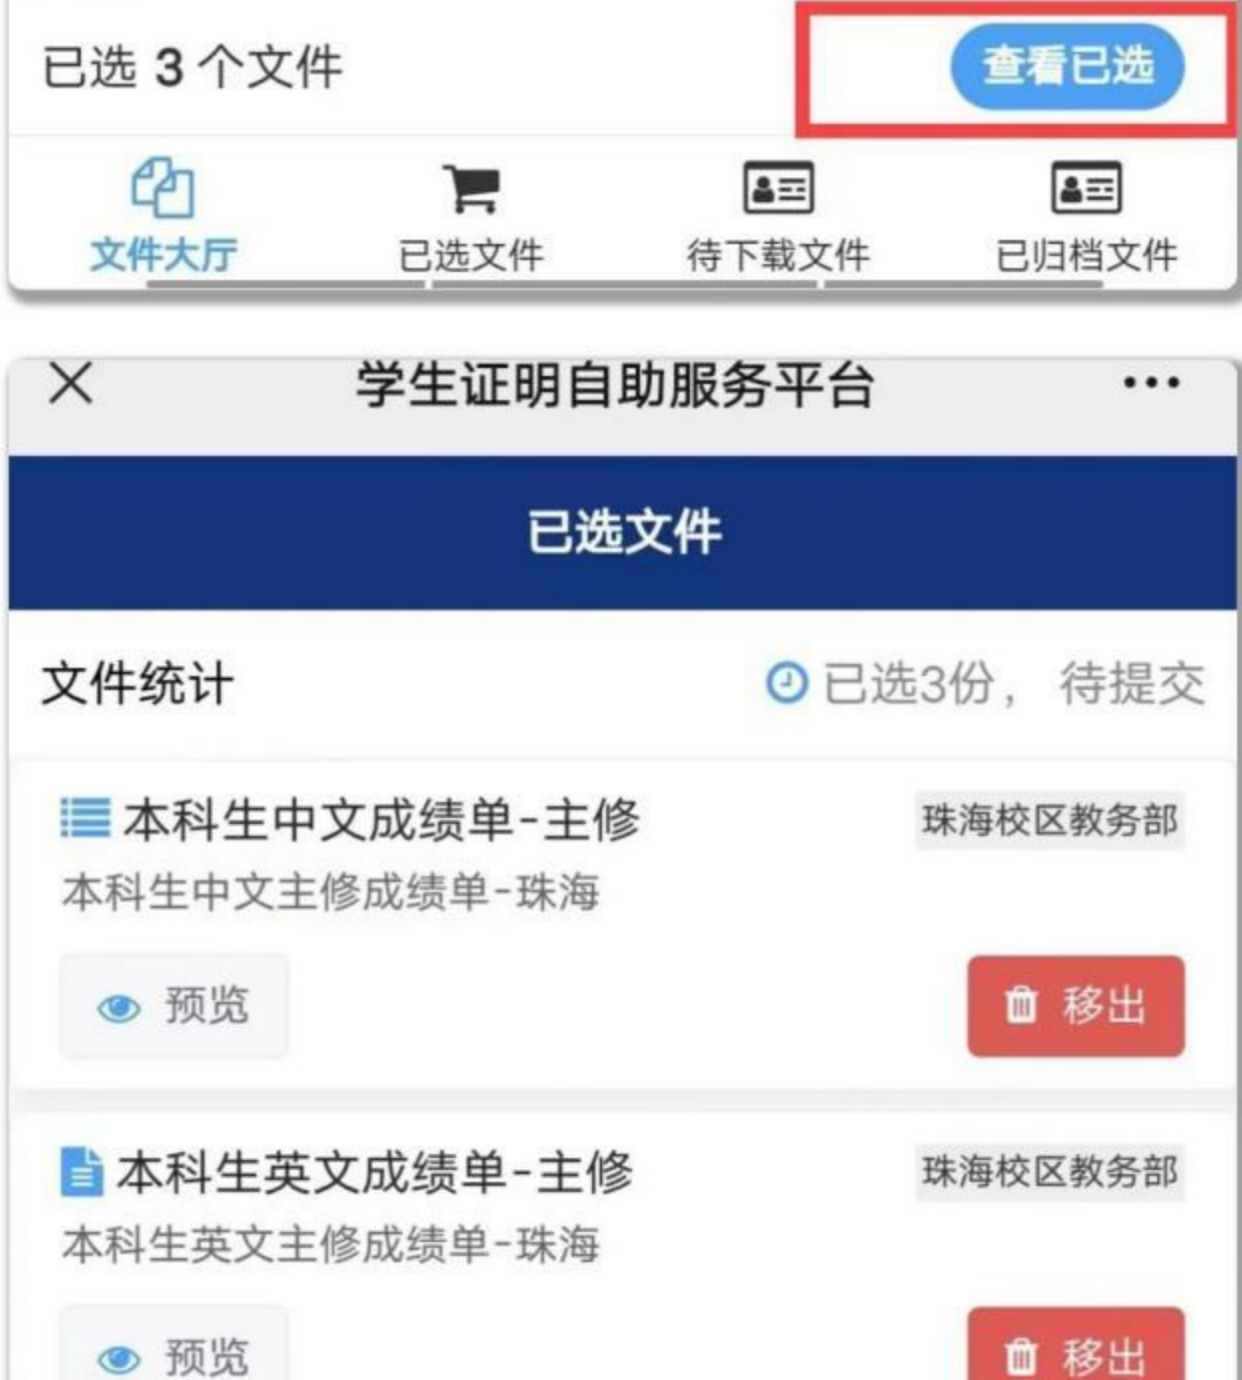 已选 3 个文件 查看已选
文件大厅 已选文件 待下载文件 已归档文件
学生证明自助服务平台
已选文件
文件统计 已选3份， 待提交
本科生中文成绩单-主修 珠海校区教务部
本科生中文主修成绩单-珠海
预览 移出
本科生英文成绩单-主修 珠海校区教务部
本科生英文主修成绩单-珠海
预览 移出